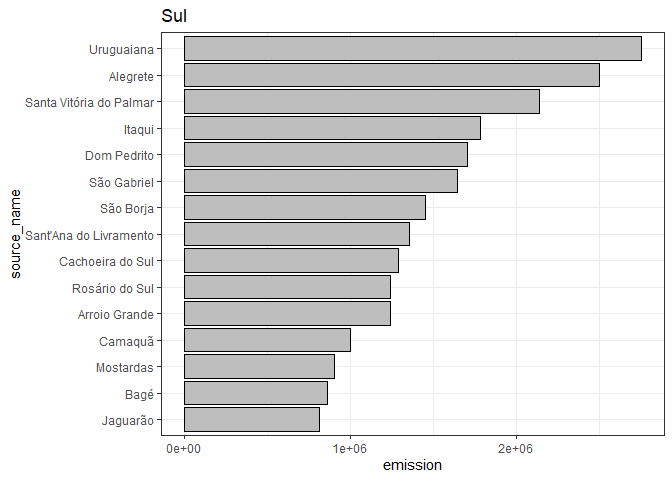 Sul
source_name
Uruguaiana
Alegrete
Santa Vitória do Palmar
Itaqui
Dom Pedrito
São Gabriel
São Borja
Sant'Ana do Livramento
Cachoeira do Sul
Rosário do Sul
Arroio Grande
Camaquã
Mostardas
Bagé
Jaguarão
0e+00 1e+06 2e+06
emission